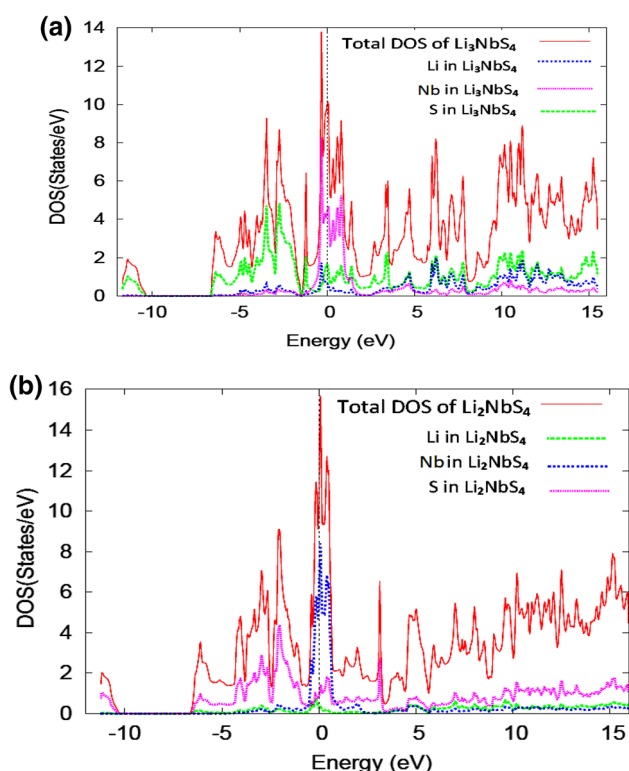 (a)
14
12
10
8
6
4
2
0
DOS(States/eV)
Total DOS of Li₃NbS₄
Li in Li₃NbS₄
Nb in Li₃NbS₄
S in Li₃NbS₄
-10 -5 0 5 10 15
Energy (eV)
(b)
16
14
12
10
8
6
4
2
0
DOS(States/eV)
Total DOS of Li₂NbS₄
Li in Li₂NbS₄
Nb in Li₂NbS₄
S in Li₂NbS₄
-10 -5 0 5 10 15
Energy (eV)